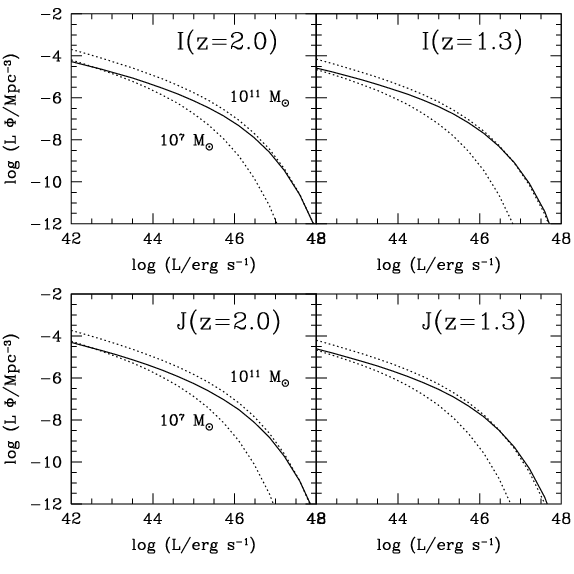 I(z=2.0)
I(z=1.3)
−2
−4
−6
−8
−10
−12
log (L Φ/Mpc⁻³)
10¹¹ M⊙
10⁷ M⊙
42 44 46 48 44 46 48
log (L/erg s⁻¹)
log (L/erg s⁻¹)
J(z=2.0)
J(z=1.3)
−2
−4
−6
−8
−10
−12
log (L Φ/Mpc⁻³)
10¹¹ M⊙
10⁷ M⊙
42 44 46 48 44 46 48
log (L/erg s⁻¹)
log (L/erg s⁻¹)